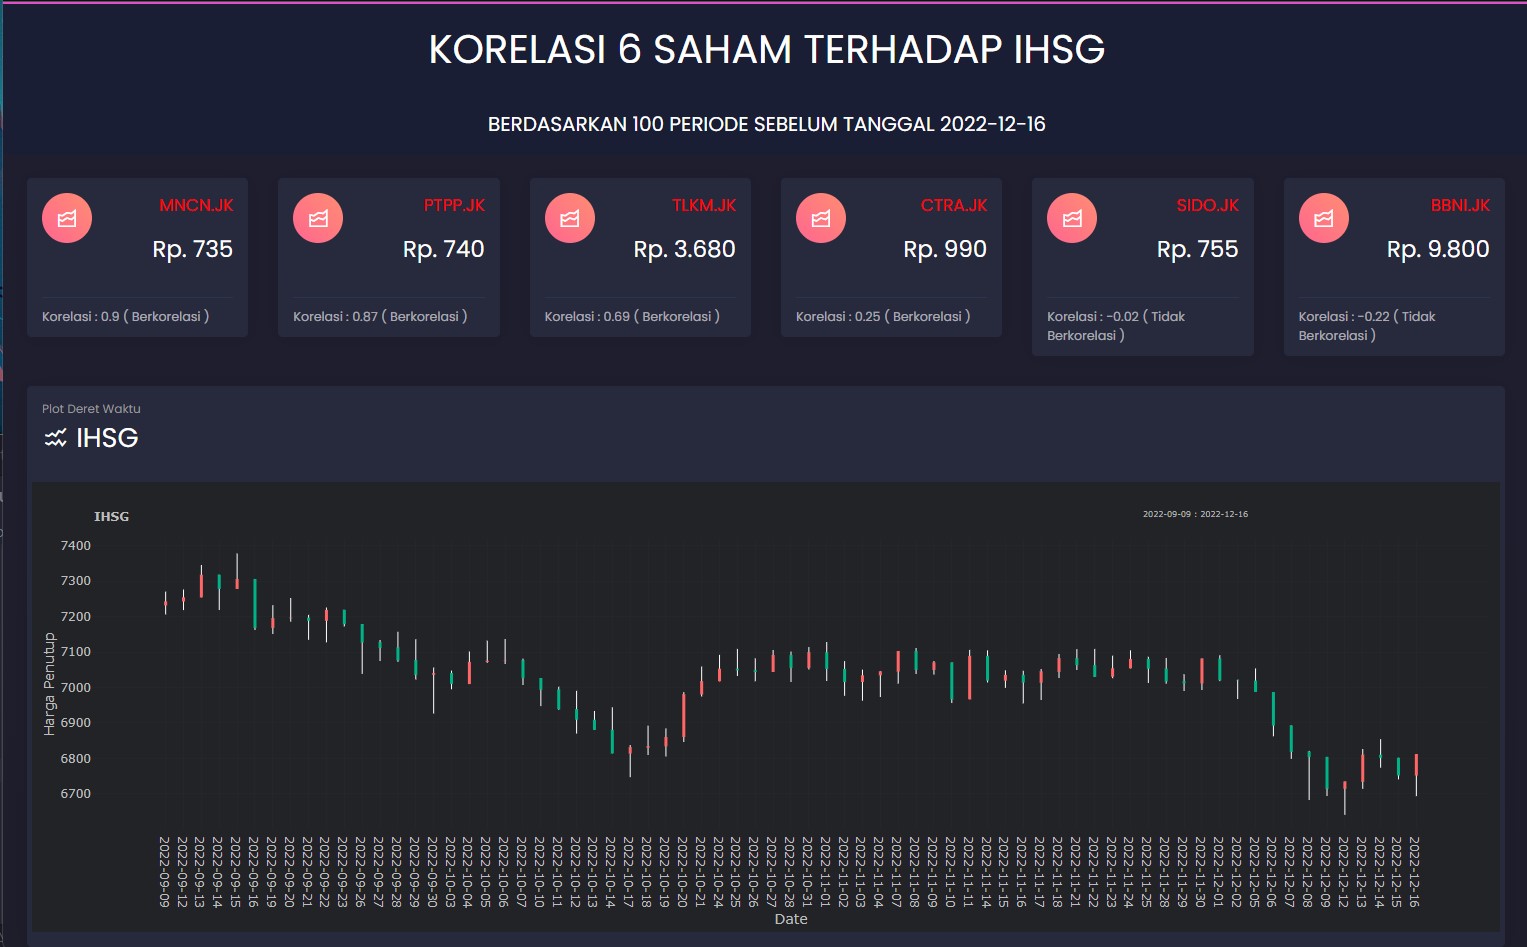 KORELASI 6 SAHAM TERHADAP IHSG
BERDASARKAN 100 PERIODE SEBELUM TANGGAL 2022-12-16
MNCN.JK
Rp. 735
Korelasi : 0.9 ( Berkorelasi )
PTPP.JK
Rp. 740
Korelasi : 0.87 ( Berkorelasi )
TLKM.JK
Rp. 3.680
Korelasi : 0.69 ( Berkorelasi )
CTRA.JK
Rp. 990
Korelasi : 0.25 ( Berkorelasi )
SIDO.JK
Rp. 755
Korelasi : -0.02 ( Tidak
Berkorelasi )
BBNI.JK
Rp. 9.800
Korelasi : -0.22 ( Tidak
Berkorelasi )
Plot Deret Waktu
IHSG
IHSG
2022-09-09 : 2022-12-16
7400
7300
7200
7100
7000
6900
6800
6700
Harga Penutup
2022-09-09
2022-09-12
2022-09-13
2022-09-14
2022-09-15
2022-09-16
2022-09-19
2022-09-20
2022-09-21
2022-09-22
2022-09-23
2022-09-26
2022-09-27
2022-09-28
2022-09-29
2022-09-30
2022-10-03
2022-10-04
2022-10-05
2022-10-06
2022-10-07
2022-10-10
2022-10-11
2022-10-12
2022-10-13
2022-10-14
2022-10-17
2022-10-18
2022-10-19
2022-10-20
2022-10-21
2022-10-24
2022-10-25
2022-10-26
2022-10-27
2022-10-28
2022-10-31
2022-11-01
2022-11-02
2022-11-03
2022-11-04
2022-11-07
2022-11-08
2022-11-09
2022-11-10
2022-11-11
2022-11-14
2022-11-15
2022-11-16
2022-11-17
2022-11-18
2022-11-21
2022-11-22
2022-11-23
2022-11-24
2022-11-25
2022-11-28
2022-11-29
2022-11-30
2022-12-01
2022-12-02
2022-12-05
2022-12-06
2022-12-07
2022-12-08
2022-12-09
2022-12-12
2022-12-13
2022-12-14
2022-12-15
2022-12-16
Date